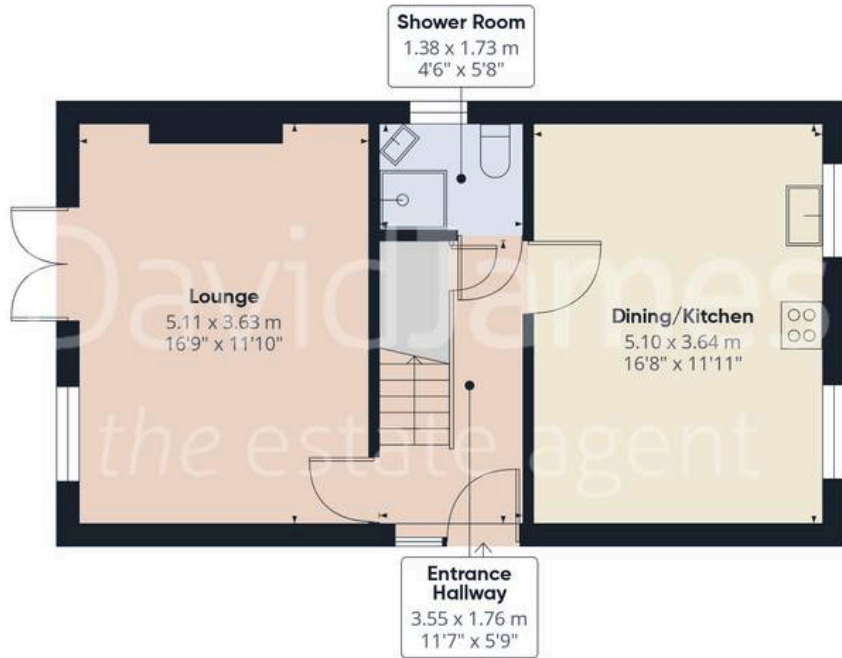 Shower Room
1.38 x 1.73 m
4'6" x 5'8"
Lounge
5.11 x 3.63 m
16'9" x 11'10"
Dining/Kitchen
5.10 x 3.64 m
16'8" x 11'11"
DavidJames
the estate agent
Entrance
Hallway
3.55 x 1.76 m
11'7" x 5'9"